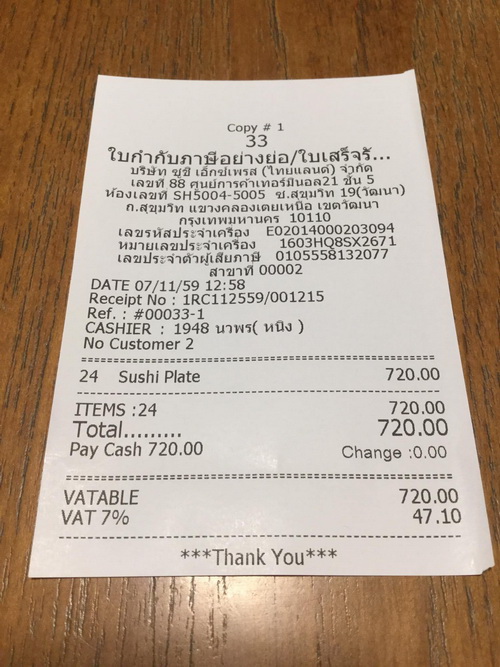 Copy # 1
33
ใบกำกับภาษีอย่างย่อ/ใบเสร็จรั...
บริษัท ซูชิ เอ็กซ์เพรส (ไทยแลนด์) จำกัด
เลขที่ 88 ศูนย์การค้าเทอร์มินอล21 ชั้น 5
ห้องเลขที่ SH5004-5005 ซ.สุขุมวิท 19(วัฒนา)
ถ.สุขุมวิท แขวงคลองเตยเหนือ เขตวัฒนา
กรุงเทพมหานคร 10110
เลขรหัสประจำเครื่อง E02014000203094
หมายเลขประจำเครื่อง 1603HQ8SX2671
เลขประจำตัวผู้เสียภาษี 0105558132077
สาขาที่ 00002
DATE 07/11/59 12:58
Receipt No : 1RC112559/001215
Ref. : #00033-1
CASHIER : 1948 นาพร( หนิง )
No Customer 2
24 Sushi Plate 720.00
ITEMS :24 720.00
Total......... 720.00
Pay Cash 720.00 Change :0.00
VATABLE 720.00
VAT 7% 47.10
***Thank You***